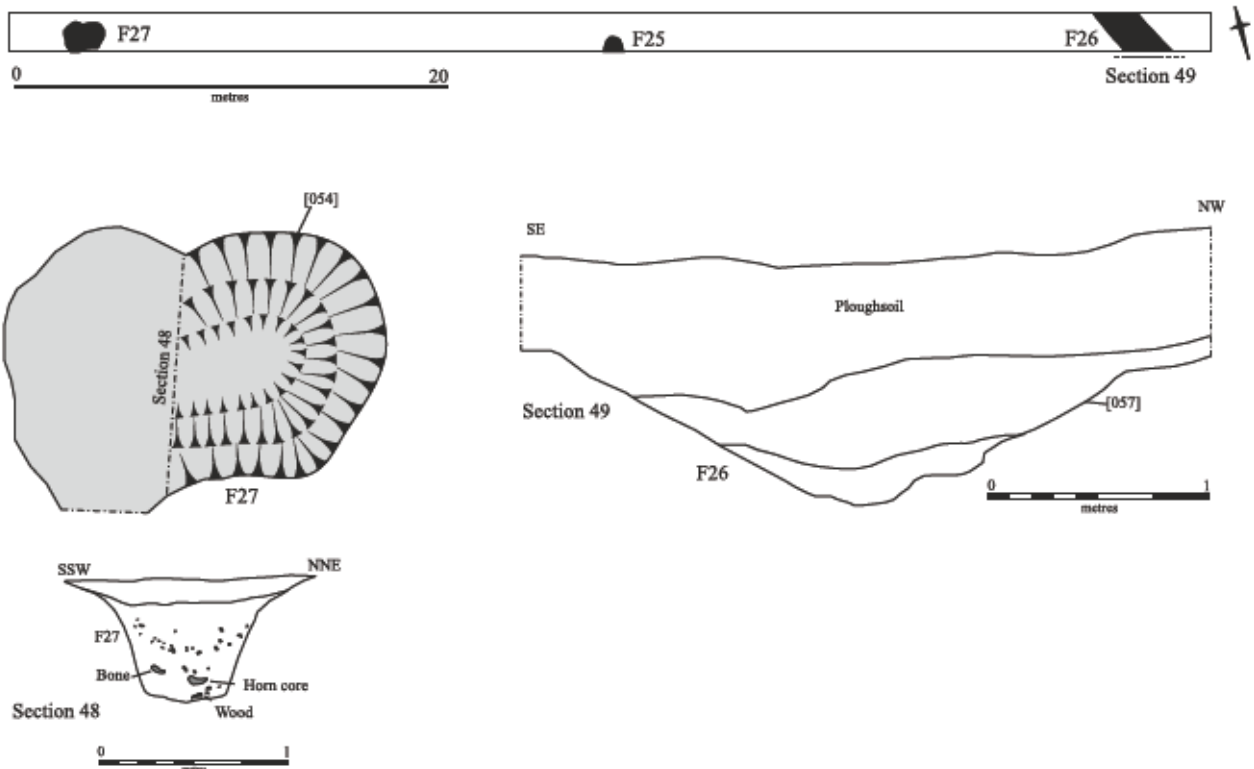 F27
F25
F26
Section 49
0 20
metres
[054]
Section 48
F27
SE
NW
Ploughsoil
Section 49
F26
[057]
0 1
metres
SSW
NNE
F27
Bone
Horn core
Wood
Section 48
0 1